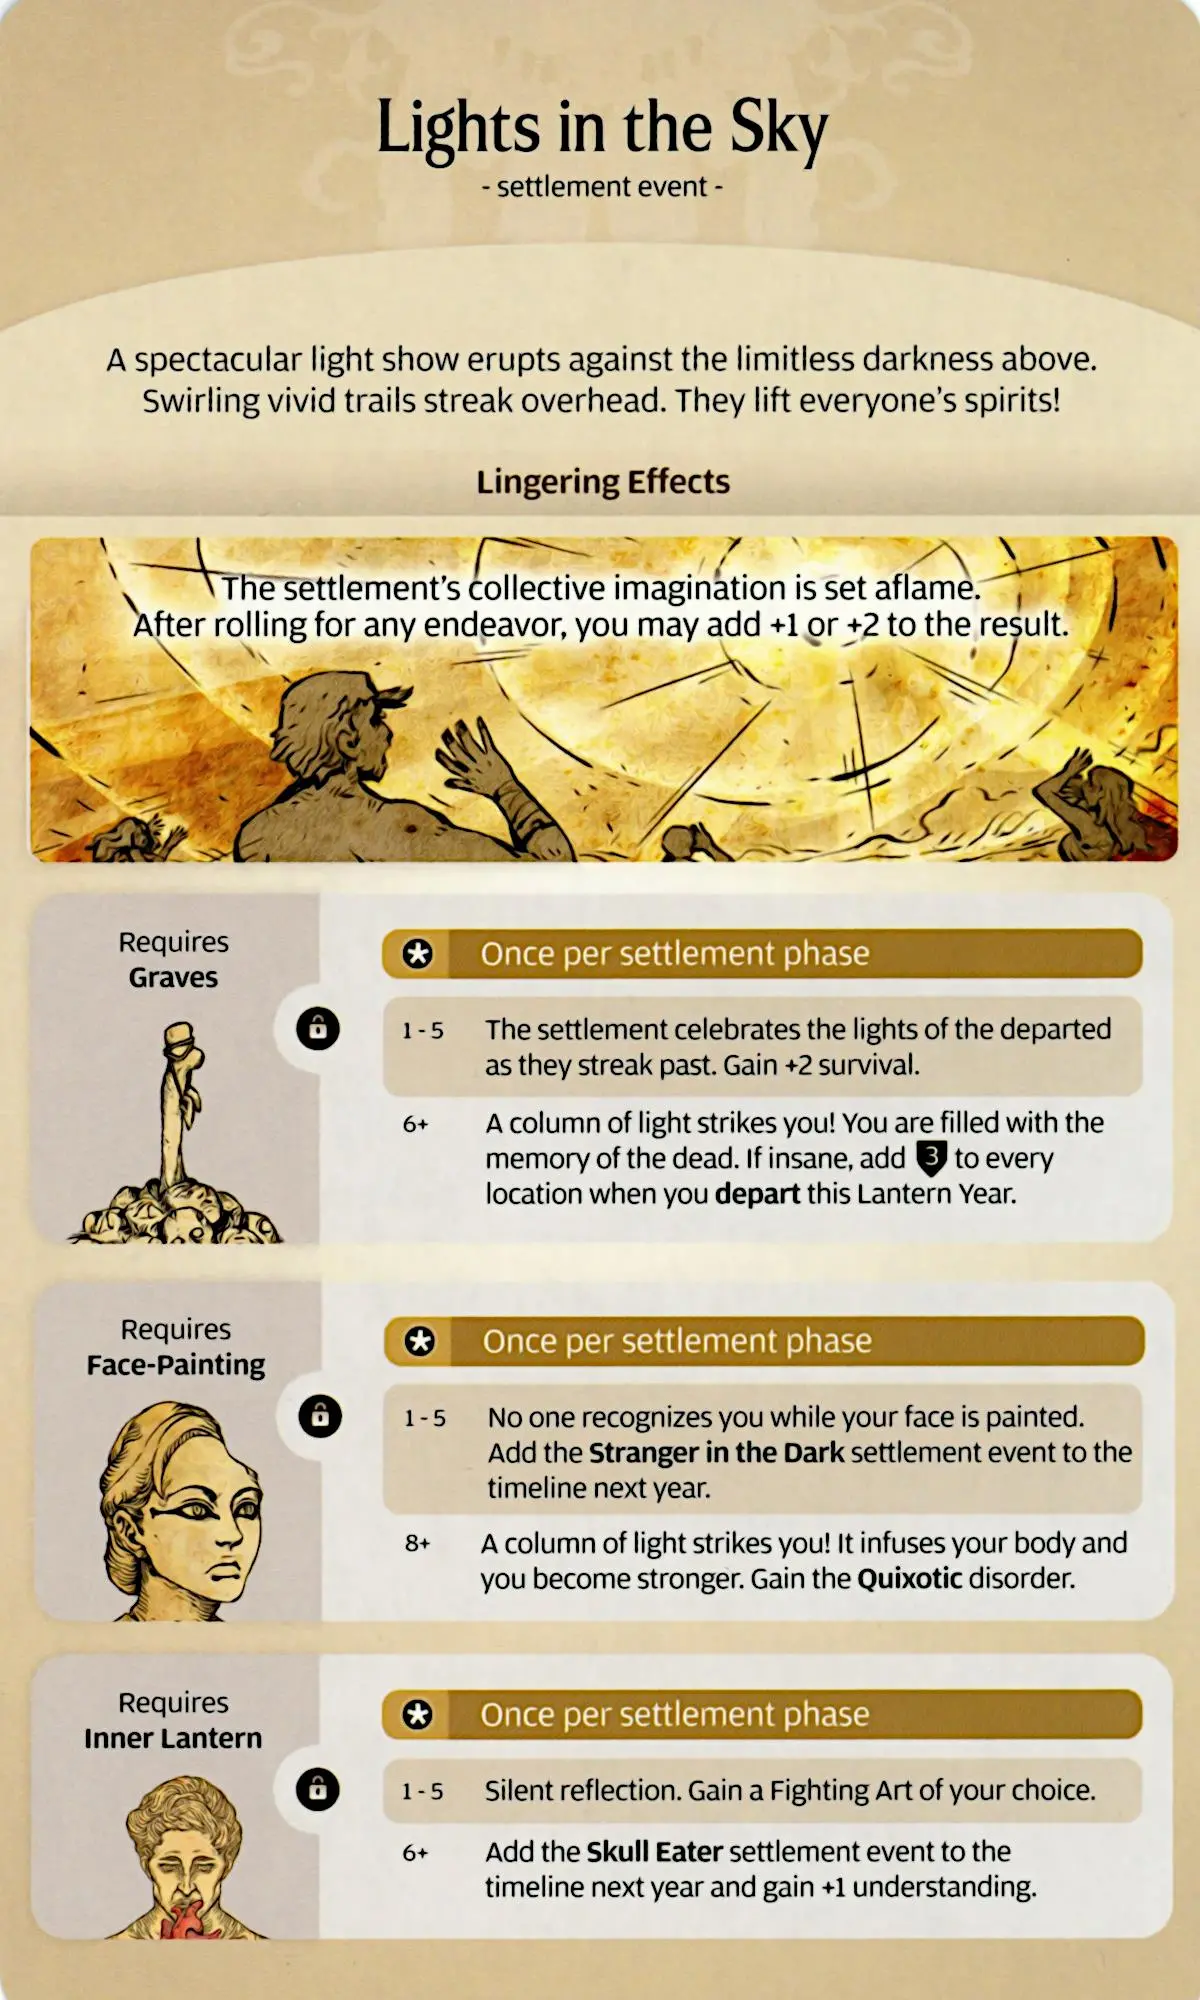 Lights in the Sky
- settlement event -
A spectacular light show erupts against the limitless darkness above.
Swirling vivid trails streak overhead. They lift everyone's spirits!
Lingering Effects
The settlement's collective imagination is set aflame.
After rolling for any endeavor, you may add +1 or +2 to the result.
Requires
Graves
Once per settlement phase
1 - 5 The settlement celebrates the lights of the departed
as they streak past. Gain +2 survival.
6+ A column of light strikes you! You are filled with the
memory of the dead. If insane, add 3 to every
location when you depart this Lantern Year.
Requires
Face-Painting
Once per settlement phase
1 - 5 No one recognizes you while your face is painted.
Add the Stranger in the Dark settlement event to the
timeline next year.
8+ A column of light strikes you! It infuses your body and
you become stronger. Gain the Quixotic disorder.
Requires
Inner Lantern
Once per settlement phase
1 - 5 Silent reflection. Gain a Fighting Art of your choice.
6+ Add the Skull Eater settlement event to the
timeline next year and gain +1 understanding.